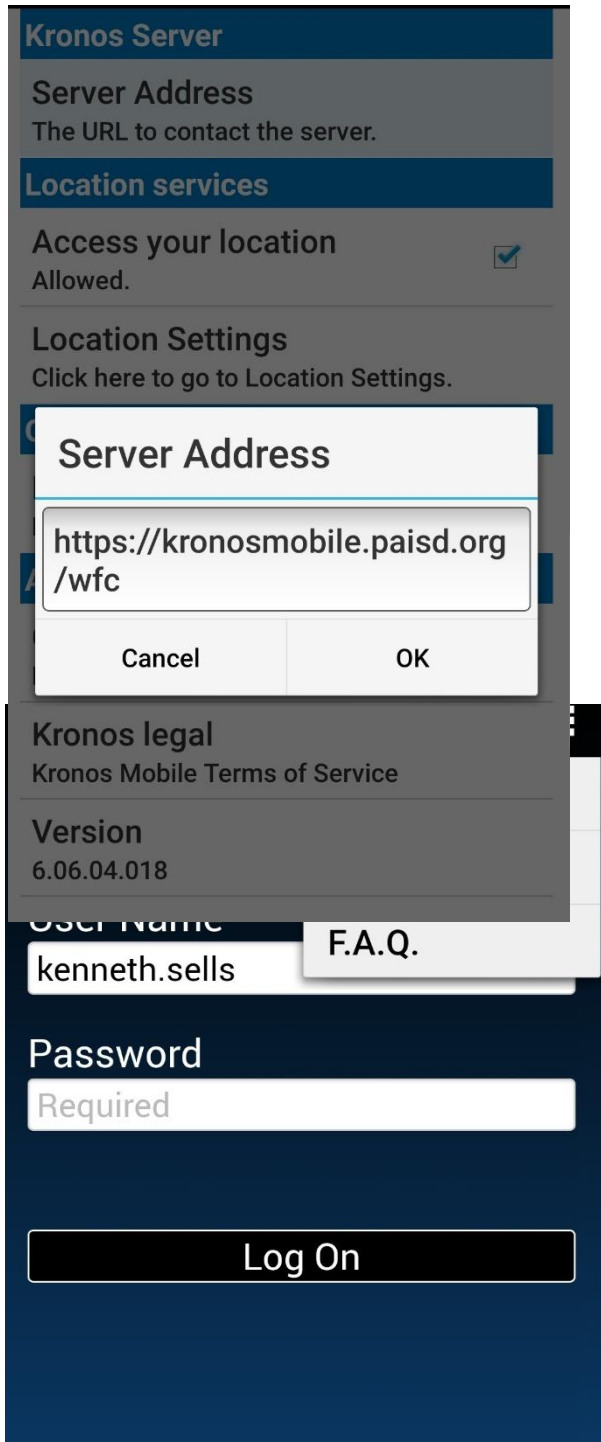 Kronos Server
Server Address
The URL to contact the server.
Location services
Access your location
Allowed.
Location Settings
Click here to go to Location Settings.
Server Address
https://kronosmobile.paisd.org
/wfc
Cancel
OK
Kronos legal
Kronos Mobile Terms of Service
Version
6.06.04.018
User Name
F.A.Q.
kenneth.sells
Password
Required
Log On